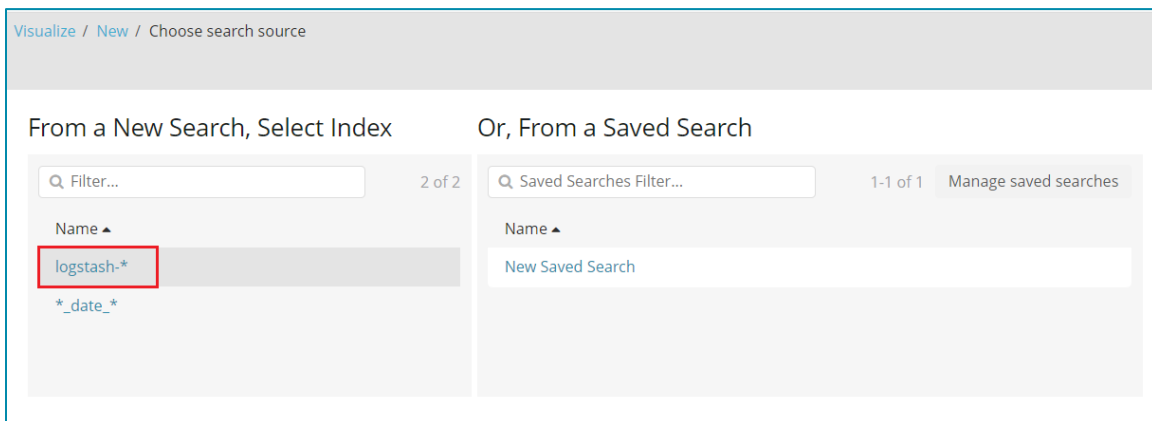 Visualize / New / Choose search source
From a New Search, Select Index
Filter...
2 of 2
Name
logstash-*
*_date_*
Or, From a Saved Search
Saved Searches Filter...
1-1 of 1
Manage saved searches
Name
New Saved Search